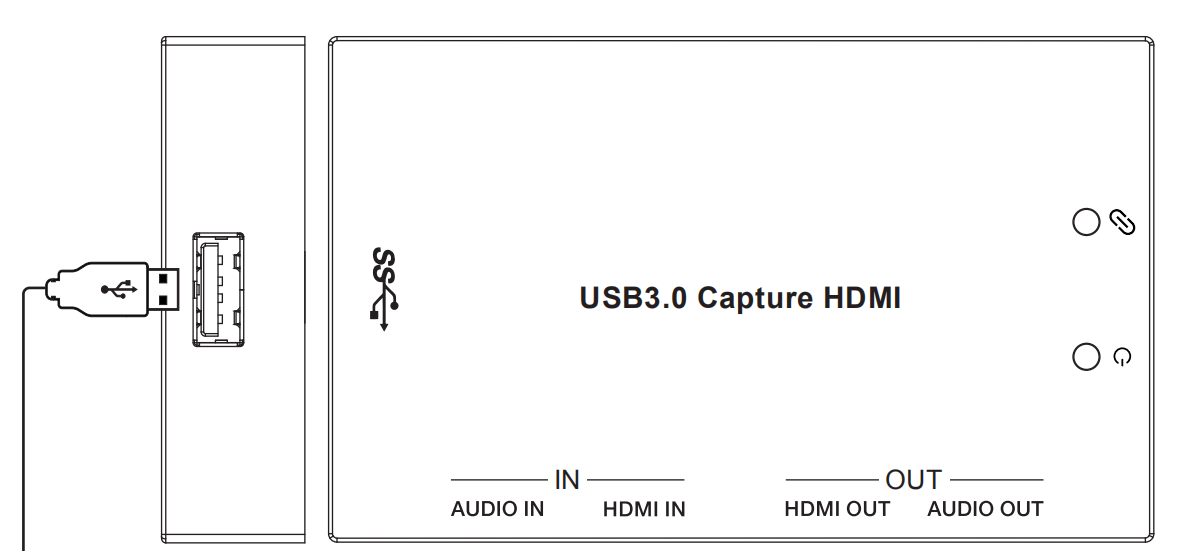 SS
USB3.0 Capture HDMI
IN OUT
AUDIO IN HDMI IN HDMI OUT AUDIO OUT